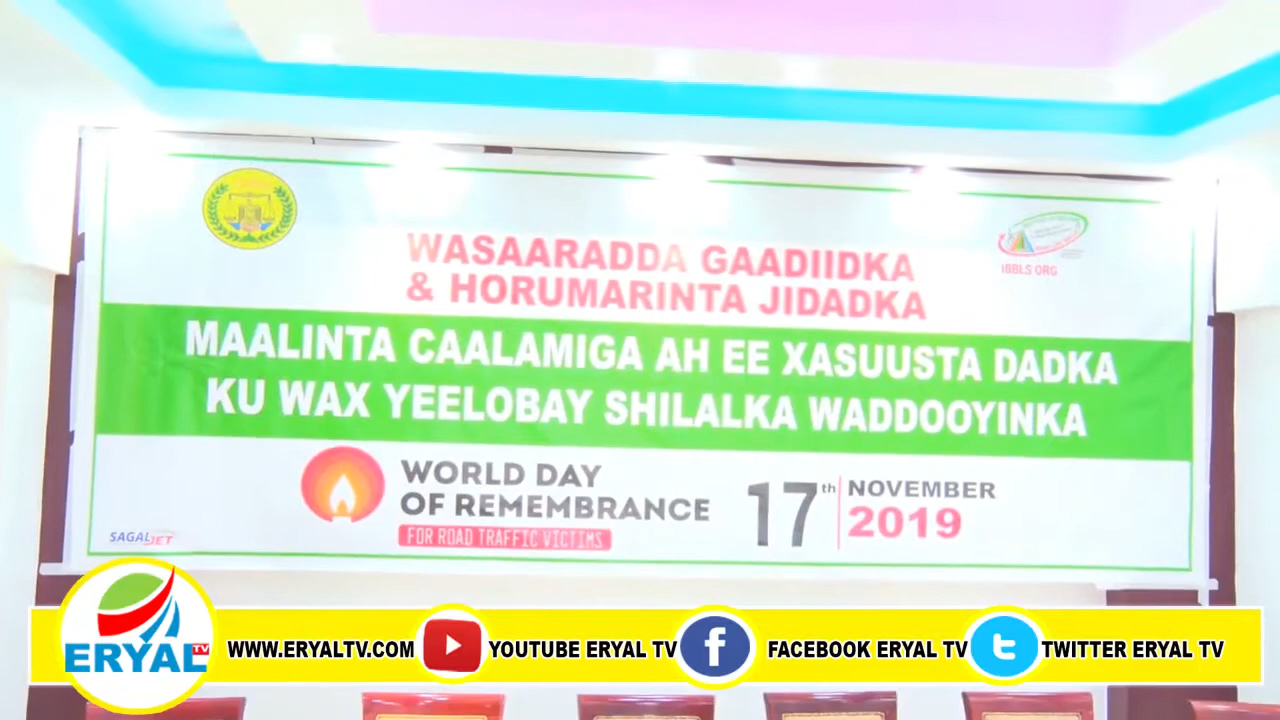 WASAARADDA GAADIIDKA
& HORUMARINTA JIDADKA
IBBLS ORG
MAALINTA CAALAMIGA AH EE XASUUSTA DADKA
KU WAX YEELOBAY SHILALKA WADDOOYINKA
WORLD DAY
OF REMEMBRANCE
FOR ROAD TRAFFIC VICTIMS
17th NOVEMBER
2019
SAGALJET
ERYAL TV
WWW.ERYALTV.COM YOUTUBE ERYAL TV FACEBOOK ERYAL TV TWITTER ERYAL TV